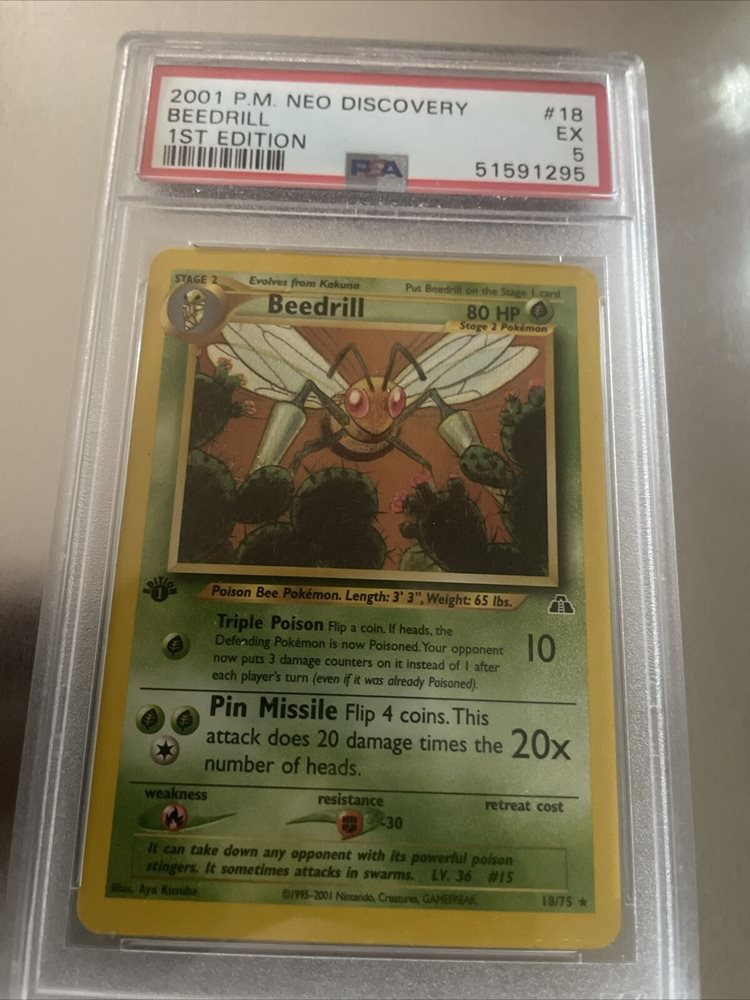 2001 P.M. NEO DISCOVERY #18
BEEDRILL EX
1ST EDITION 5
PSA 51591295
STAGE 2 Evolves from Kakuna Put Beedrill on the Stage 1 card
Beedrill 80 HP
Stage 2 Pokémon
EDITION
1
Poison Bee Pokémon. Length: 3' 3", Weight: 65 lbs.
Triple Poison Flip a coin. If heads, the
Defending Pokémon is now Poisoned. Your opponent 10
now puts 3 damage counters on it instead of 1 after
each player's turn (even if it was already Poisoned).
Pin Missile Flip 4 coins. This
attack does 20 damage times the 20x
number of heads.
weakness resistance retreat cost
-30
It can take down any opponent with its powerful poison
stingers. It sometimes attacks in swarms. LV. 36 #15
Illus. Aya Kusube ©1995-2001 Nintendo, Creatures, GAMEFREAK. 18/75 ★